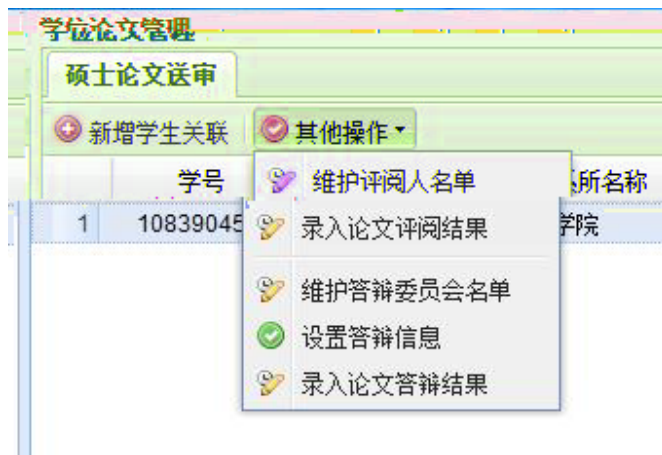 学位论文管理
硕士论文送审
新增学生关联 其他操作
学号 所名称
维护评阅人名单
1 10839045 学院
录入论文评阅结果
维护答辩委员会名单
设置答辩信息
录入论文答辩结果